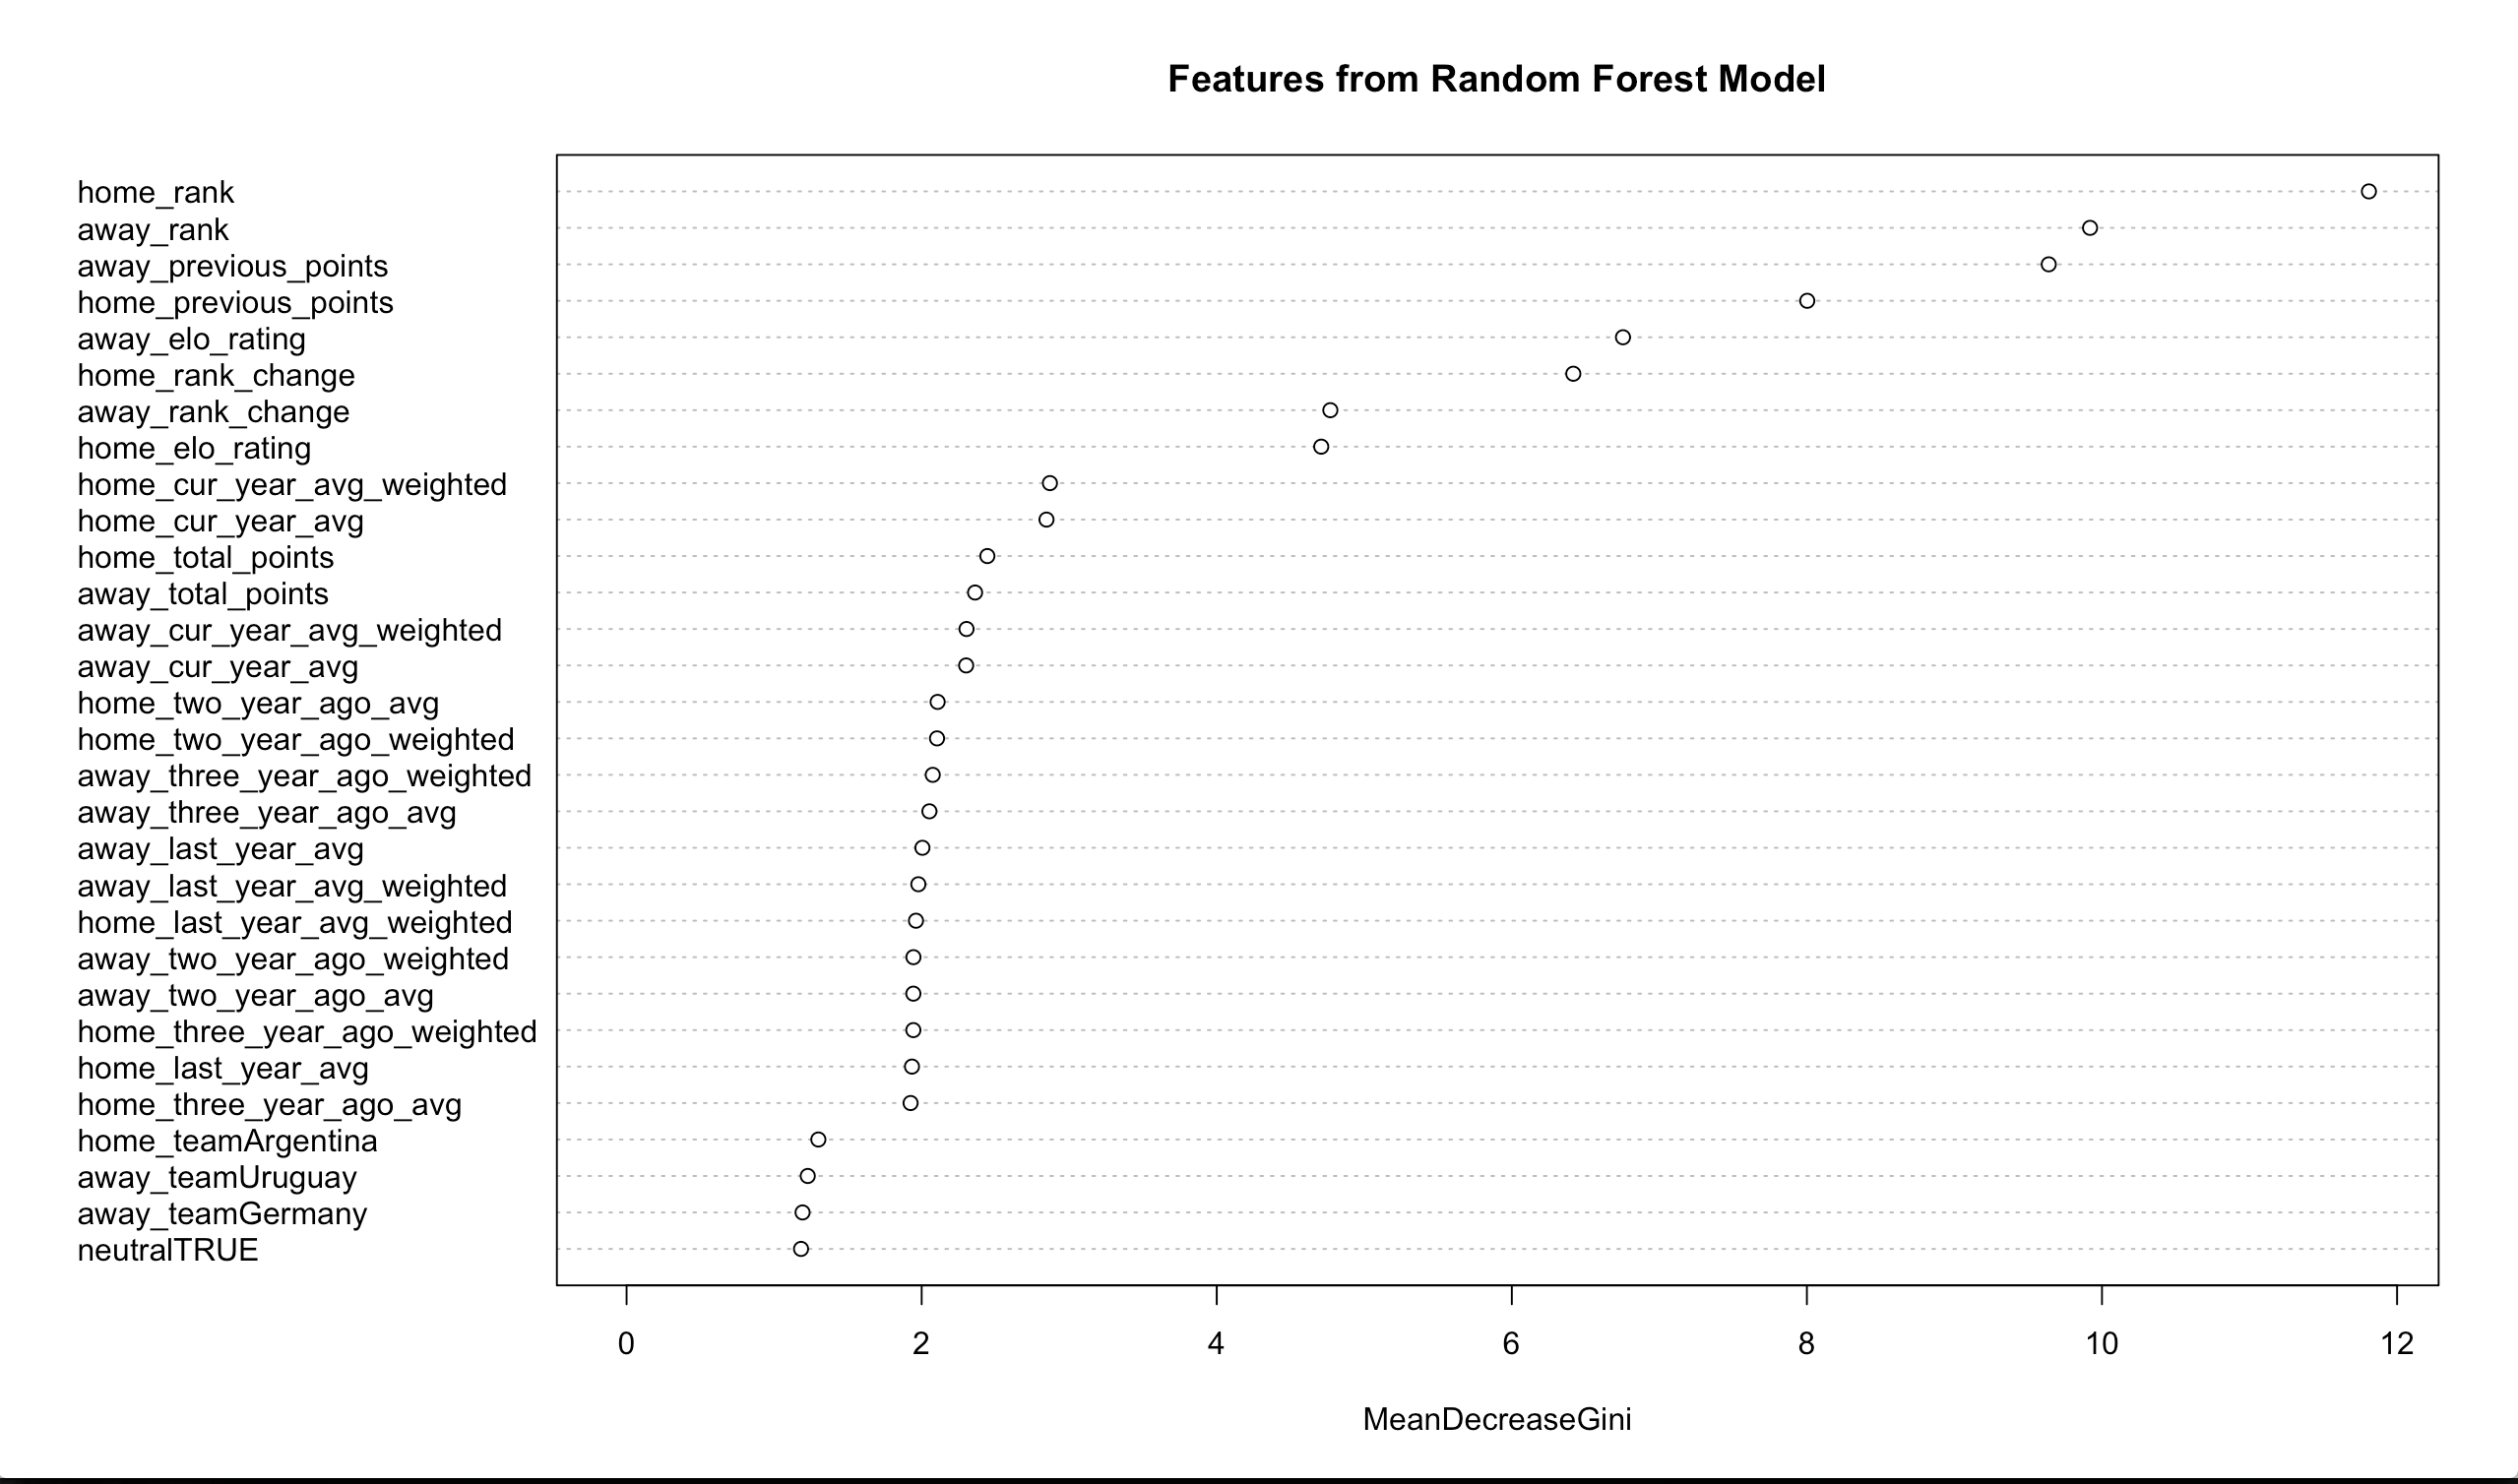 Features from Random Forest Model
home_rank
away_rank
away_previous_points
home_previous_points
away_elo_rating
home_rank_change
away_rank_change
home_elo_rating
home_cur_year_avg_weighted
home_cur_year_avg
home_total_points
away_total_points
away_cur_year_avg_weighted
away_cur_year_avg
home_two_year_ago_avg
home_two_year_ago_weighted
away_three_year_ago_weighted
away_three_year_ago_avg
away_last_year_avg
away_last_year_avg_weighted
home_last_year_avg_weighted
away_two_year_ago_weighted
away_two_year_ago_avg
home_three_year_ago_weighted
home_last_year_avg
home_three_year_ago_avg
home_teamArgentina
away_teamUruguay
away_teamGermany
neutralTRUE
0 2 4 6 8 10 12
MeanDecreaseGini